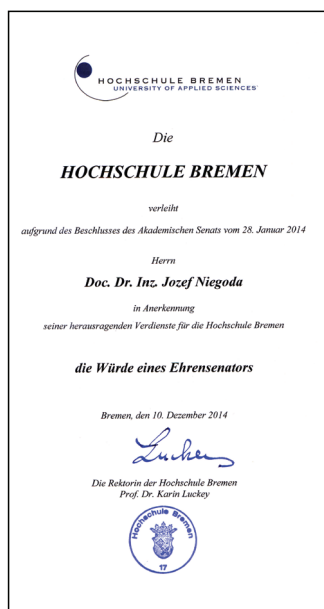 HOCHSCHULE BREMEN
UNIVERSITY OF APPLIED SCIENCES
Die
HOCHSCHULE BREMEN
verleiht
aufgrund des Beschlusses des Akademischen Senats vom 28. Januar 2014
Herrn
Doc. Dr. Inz. Jozef Niegoda
in Anerkennung
seiner herausragenden Verdienste für die Hochschule Bremen
die Würde eines Ehrensenators
Bremen, den 10. Dezember 2014
Luckey
Die Rektorin der Hochschule Bremen
Prof. Dr. Karin Luckey
Hochschule Bremen
17